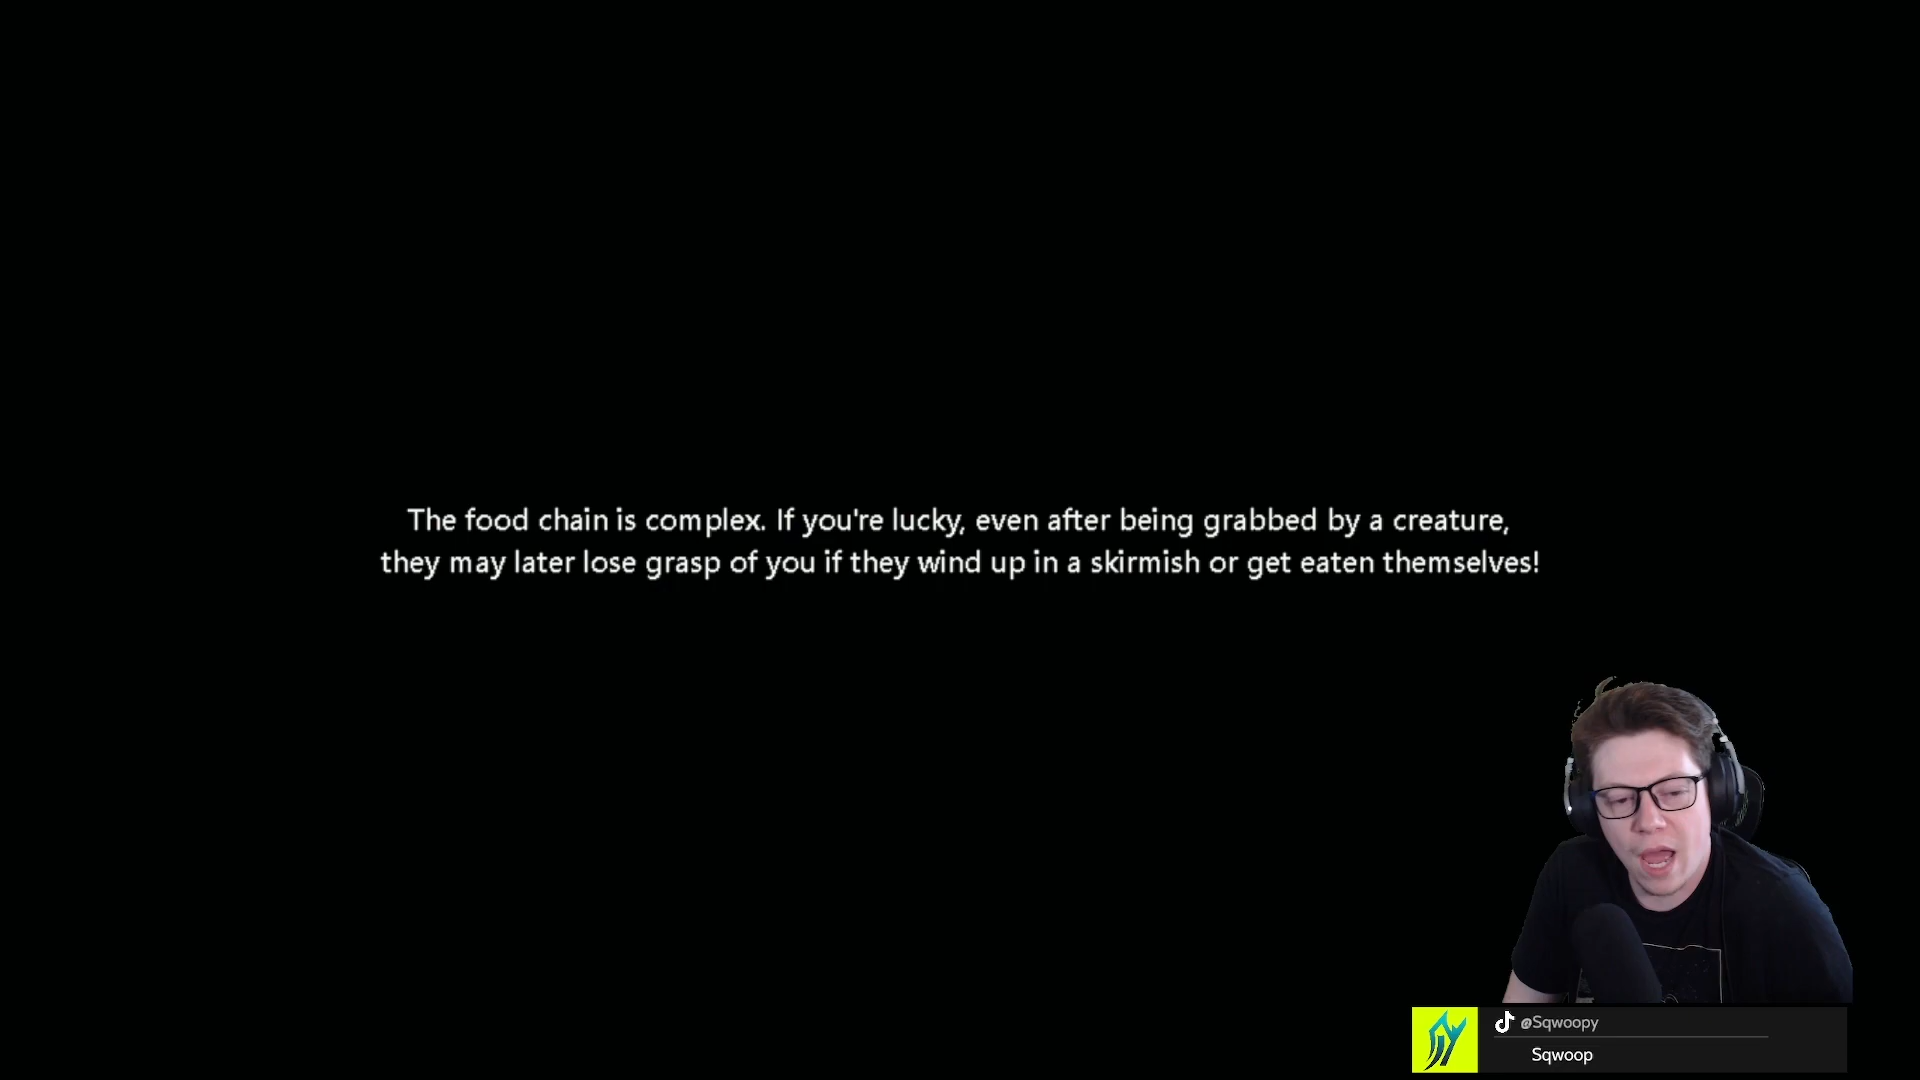 The food chain is complex. If you're lucky, even after being grabbed by a creature,
they may later lose grasp of you if they wind up in a skirmish or get eaten themselves!
@Sqwoopy
Sqwoop